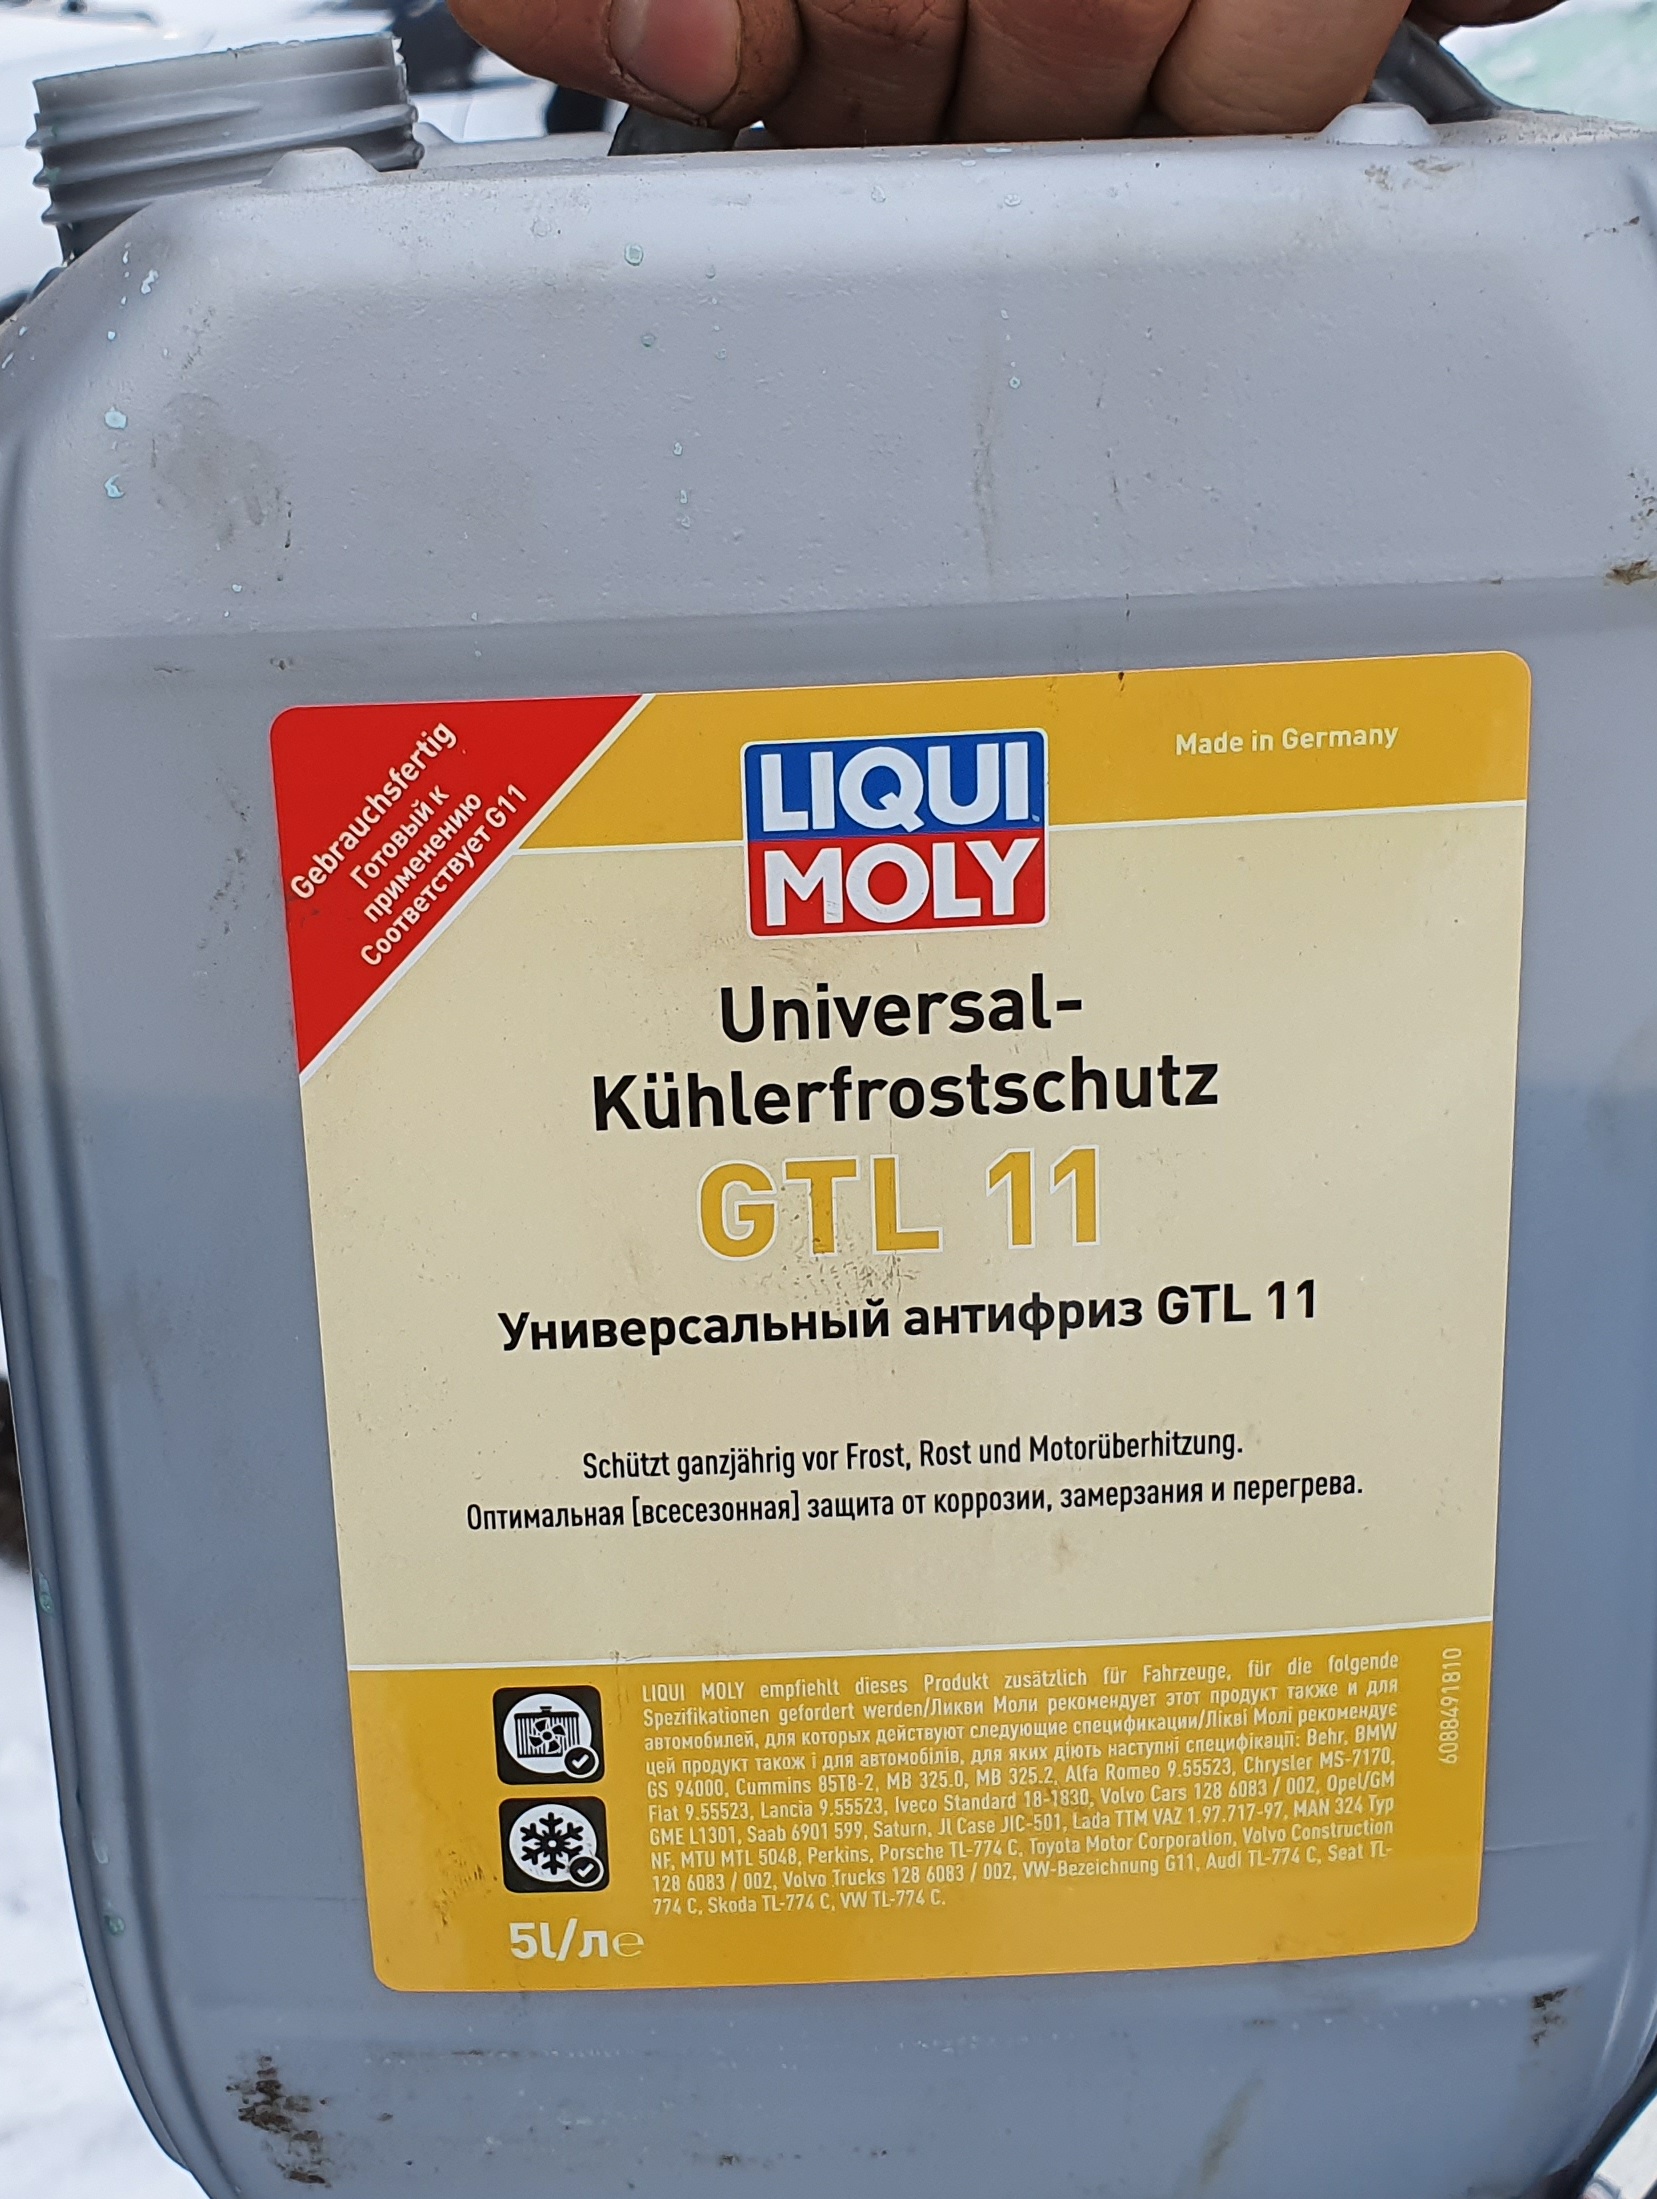 Gebrauchsfertig
Готовый к
применению
Соответствует G11
LIQUI
MOLY
Made in Germany
Universal-
Kühlerfrostschutz
GTL 11
Универсальный антифриз GTL 11
Schützt ganzjährig vor Frost, Rost und Motorüberhitzung.
Оптимальная [всесезонная] защита от коррозии, замерзания и перегрева.
LIQUI MOLY empfiehlt dieses Produkt zusätzlich für Fahrzeuge, für die folgende
Spezifikationen gefordert werden/Ликви Моли рекомендует этот продукт также и для
автомобилей, для которых действуют следующие спецификации/Лікві Молі рекомендує
цей продукт також і для автомобілів, для яких діють наступні специфікації: Behr, BMW
GS 94000, Cummins 85T8-2, MB 325.0, MB 325.2, Alfa Romeo 9.55523, Chrysler MS-7170,
Fiat 9.55523, Lancia 9.55523, Iveco Standard 18-1830, Volvo Cars 128 6083 / 002, Opel/GM
GME L1301, Saab 6901 599, Saturn, JI Case JIC-501, Lada TTM VAZ 1.97.717-97, MAN 324 Typ
NF, MTU MTL 5048, Perkins, Porsche TL-774 C, Toyota Motor Corporation, Volvo Construction
128 6083 / 002, Volvo Trucks 128 6083 / 002, VW-Bezeichnung G11, Audi TL-774 C, Seat TL-
774 C, Skoda TL-774 C, VW TL-774 C.
6088491810
5l/л℮